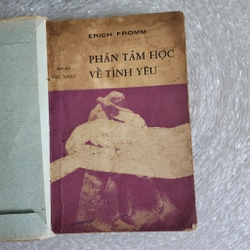 ERICH FROMM
PHÂN TÂM HỌC
VỀ TÌNH YÊU